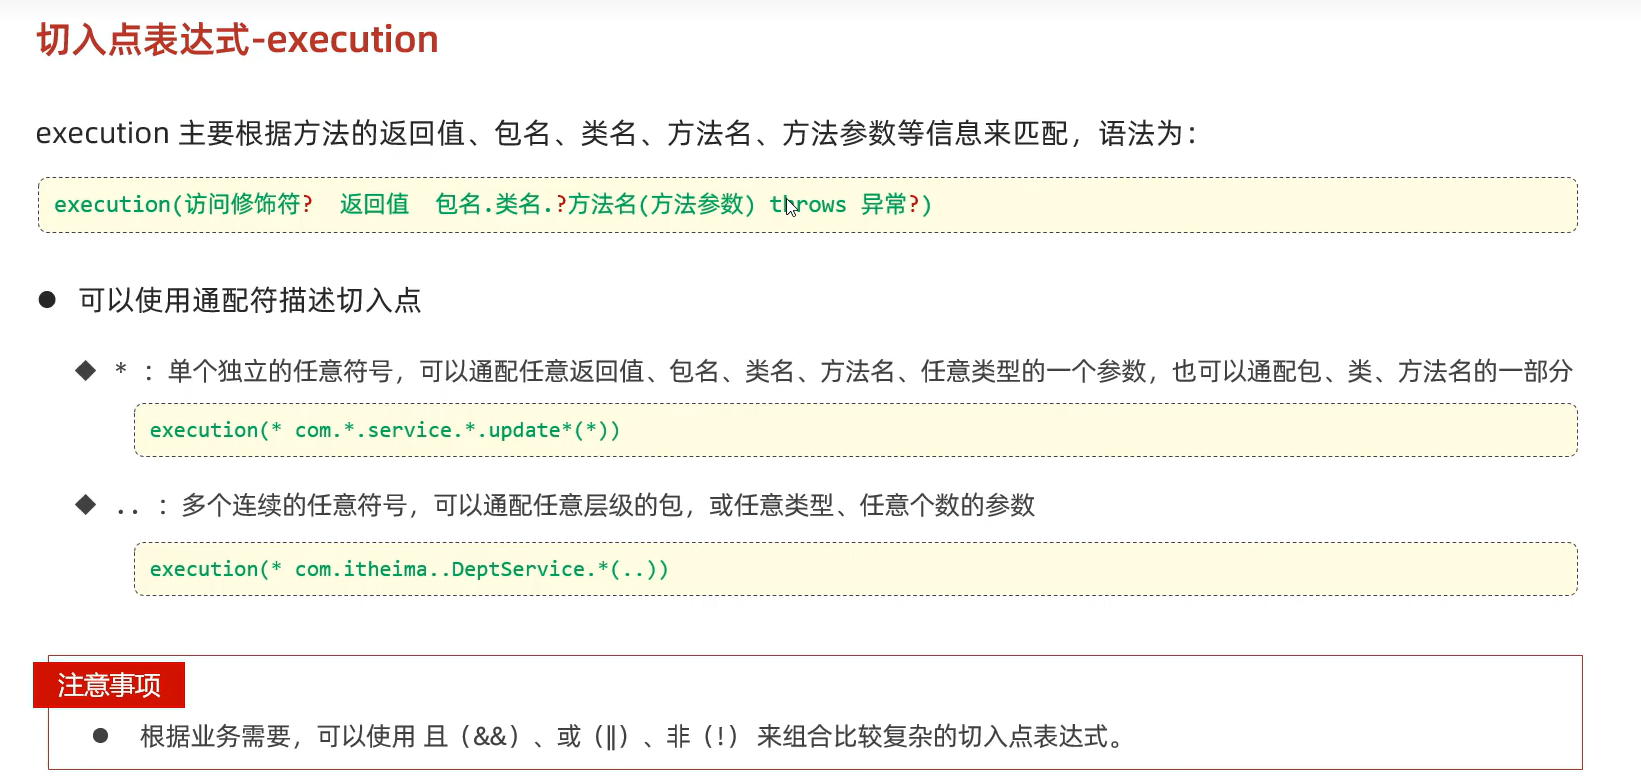 切入点表达式-execution
execution 主要根据方法的返回值、包名、类名、方法名、方法参数等信息来匹配，语法为：
execution(访问修饰符?  返回值  包名.类名.?方法名(方法参数) throws 异常?)
● 可以使用通配符描述切入点
◆ * ：单个独立的任意符号，可以通配任意返回值、包名、类名、方法名、任意类型的一个参数，也可以通配包、类、方法名的一部分
execution(* com.*.service.*.update*(*))
◆ .. ：多个连续的任意符号，可以通配任意层级的包，或任意类型、任意个数的参数
execution(* com.itheima..DeptService.*(..))
注意事项
● 根据业务需要，可以使用 且（&&）、或（||）、非（!） 来组合比较复杂的切入点表达式。